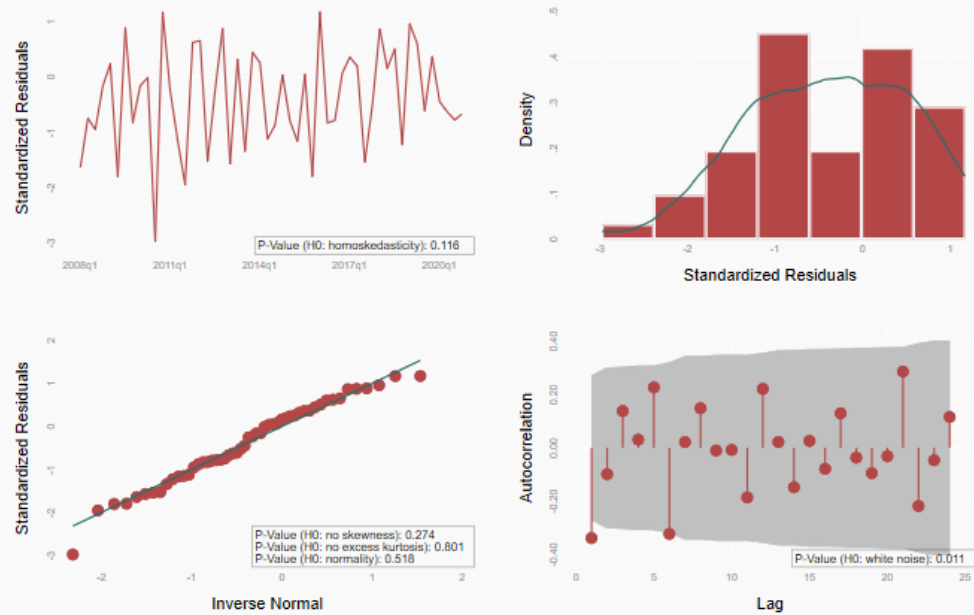 Standardized Residuals
1
0
-1
-2
-3
P-Value (H0: homoskedasticity): 0.116
2008q1 2011q1 2014q1 2017q1 2020q1
Density
.5
.4
.3
.2
.1
0
-3 -2 -1 0 1
Standardized Residuals
Standardized Residuals
2
1
0
-1
-2
-3
P-Value (H0: no skewness): 0.274
P-Value (H0: no excess kurtosis): 0.801
P-Value (H0: normality): 0.518
-2 -1 0 1 2
Inverse Normal
Autocorrelation
0.40
0.20
0.00
-0.20
-0.40
P-Value (H0: white noise): 0.011
0 5 10 15 20 25
Lag